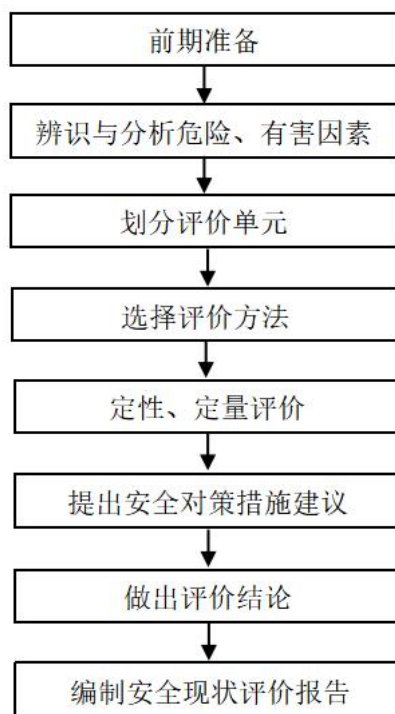 前期准备
辨识与分析危险、有害因素
划分评价单元
选择评价方法
定性、定量评价
提出安全对策措施建议
做出评价结论
编制安全现状评价报告